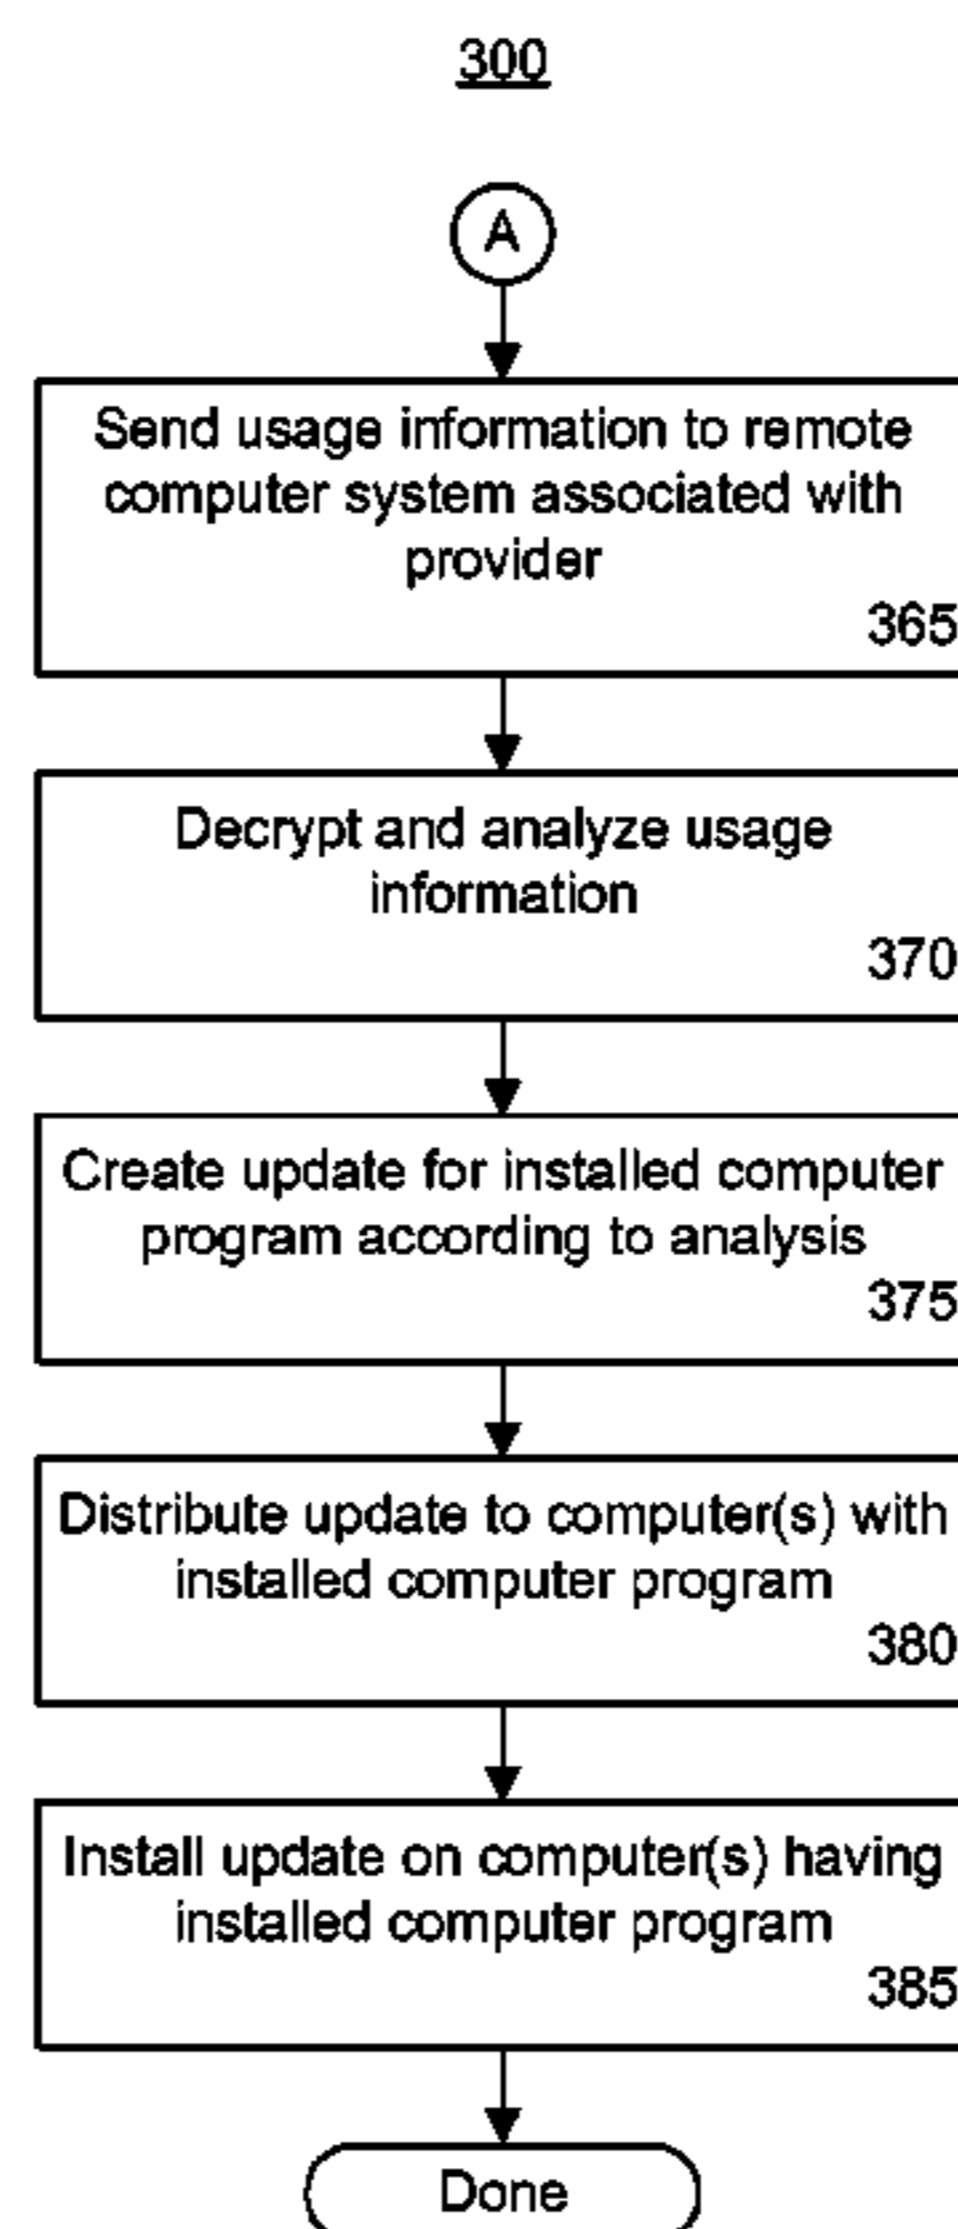 300
A
Send usage information to remote
computer system associated with
provider
365
Decrypt and analyze usage
information
370
Create update for installed computer
program according to analysis
375
Distribute update to computer(s) with
installed computer program
380
Install update on computer(s) having
installed computer program
385
Done